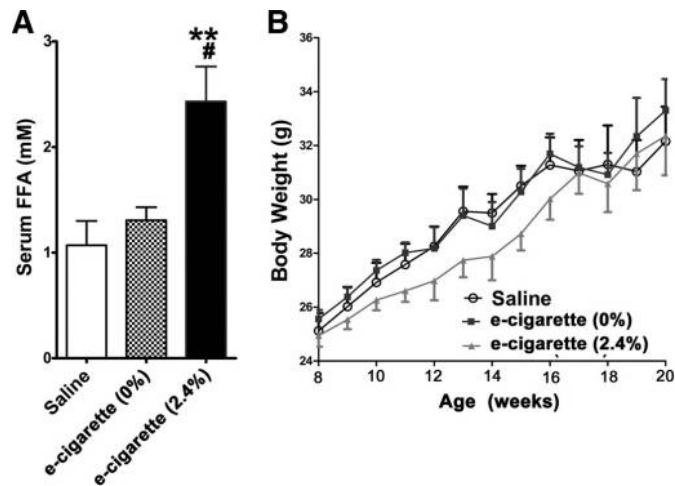 A
Serum FFA (mM)
3
2
1
0
**
#
Saline
e-cigarette (0%)
e-cigarette (2.4%)
B
Body Weight (g)
36
34
32
30
28
26
24
Saline
e-cigarette (0%)
e-cigarette (2.4%)
8
10
12
14
16
18
20
Age (weeks)